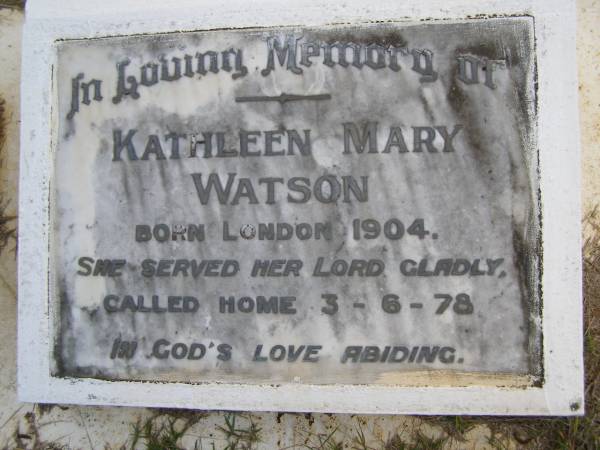 In Loving Memory of
KATHLEEN MARY
WATSON
BORN LONDON 1904.
SHE SERVED HER LORD GLADLY,
CALLED HOME 3 - 6 - 78
IN GOD'S LOVE ABIDING.